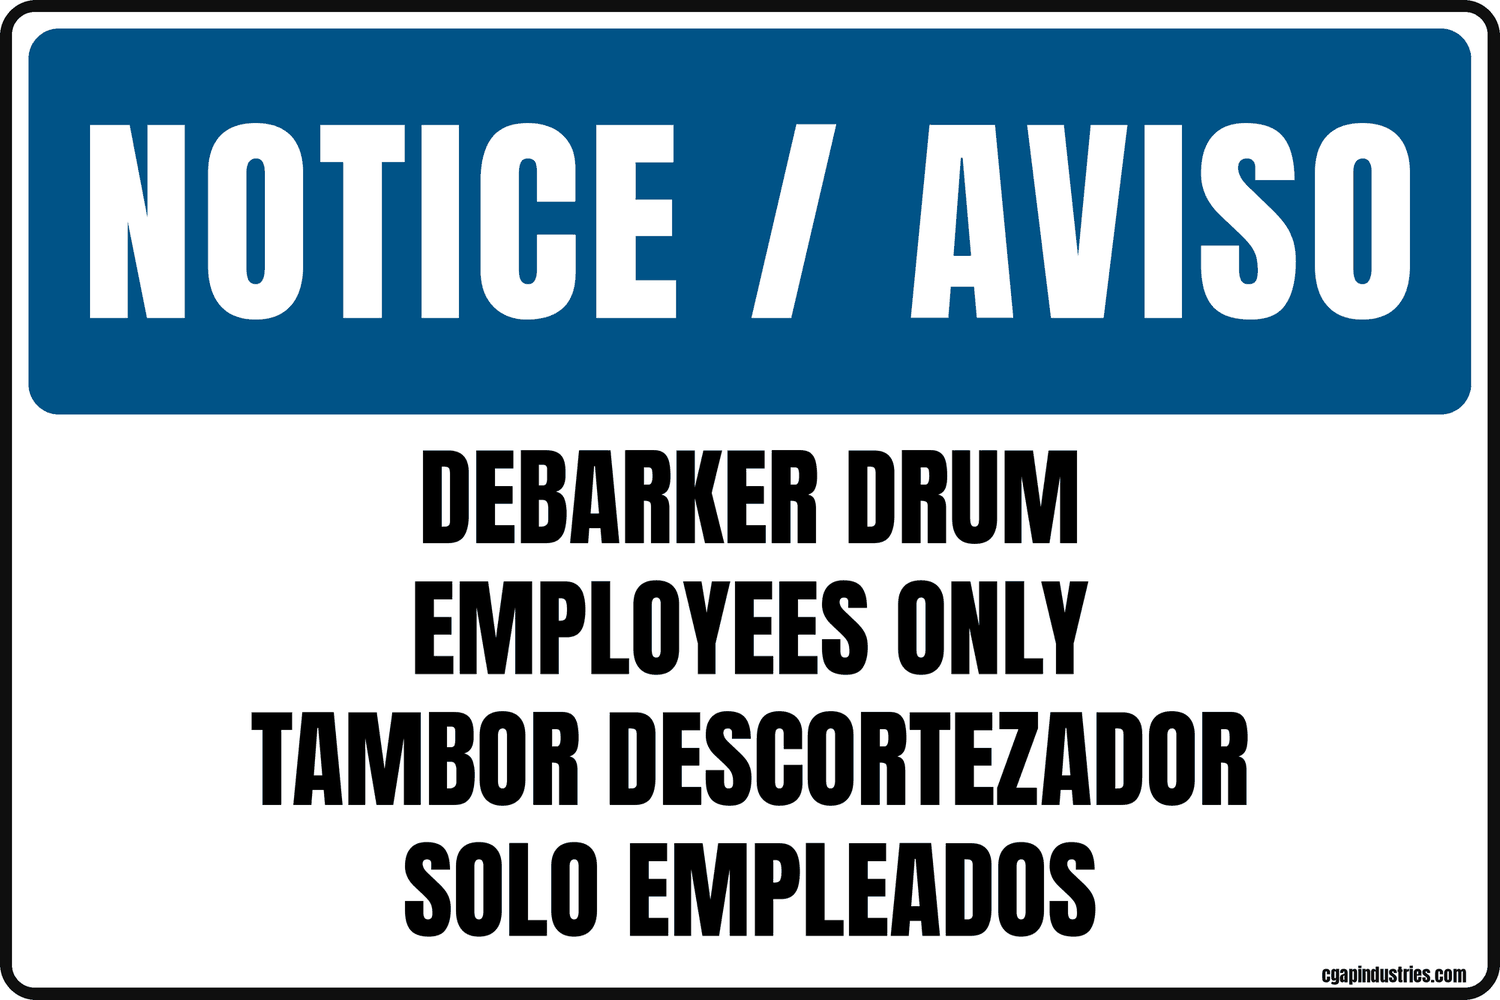 NOTICE / AVISO
DEBARKER DRUM
EMPLOYEES ONLY
TAMBOR DESCORTEZADOR
SOLO EMPLEADOS
cgapindustries.com